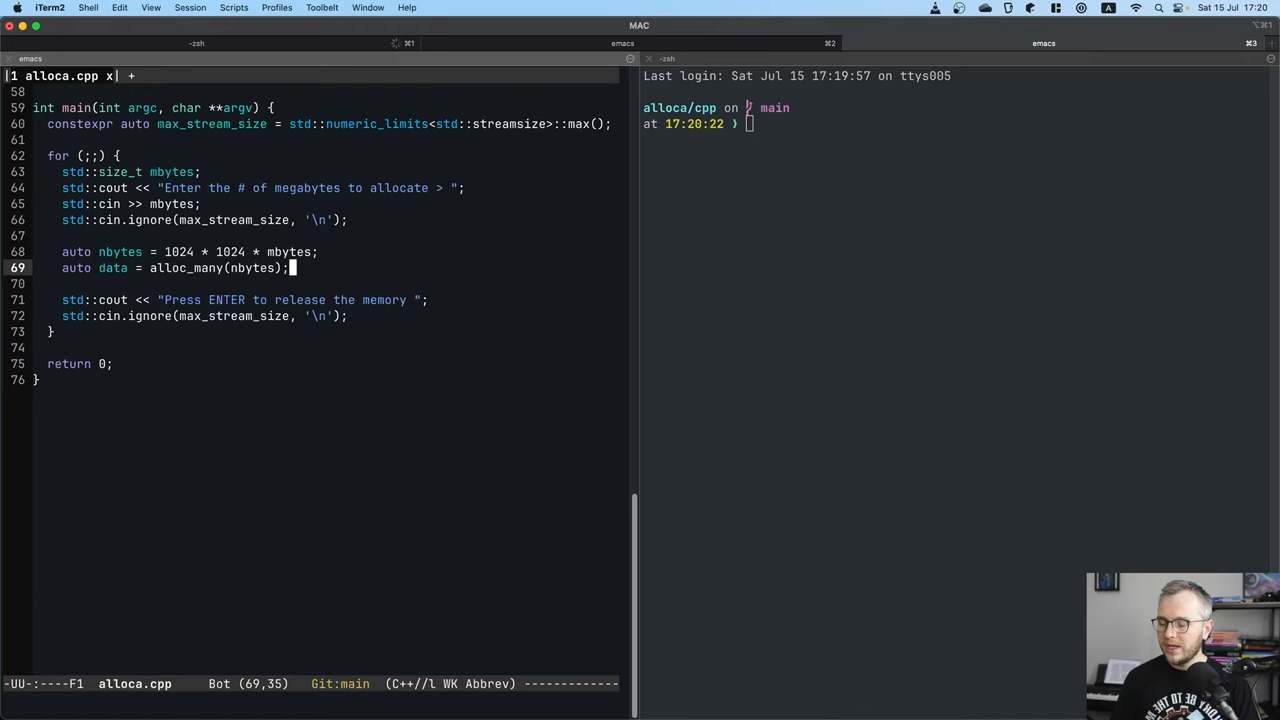 iTerm2 Shell Edit View Session Scripts Profiles Toolbelt Window Help A Sat 15 Jul 17:20
MAC ⌥⌘1
-zsh ⌘1 emacs ⌘2 emacs ⌘3
emacs
|1 alloca.cpp x| +
58
59 int main(int argc, char **argv) {
60   constexpr auto max_stream_size = std::numeric_limits<std::streamsize>::max();
61
62   for (;;) {
63     std::size_t mbytes;
64     std::cout << "Enter the # of megabytes to allocate > ";
65     std::cin >> mbytes;
66     std::cin.ignore(max_stream_size, '\n');
67
68     auto nbytes = 1024 * 1024 * mbytes;
69     auto data = alloc_many(nbytes);
70
71     std::cout << "Press ENTER to release the memory ";
72     std::cin.ignore(max_stream_size, '\n');
73   }
74
75   return 0;
76 }
-UU-:----F1 alloca.cpp Bot (69,35) Git:main (C++//l WK Abbrev) -------------
-zsh
Last login: Sat Jul 15 17:19:57 on ttys005
alloca/cpp on main
at 17:20:22 ❯